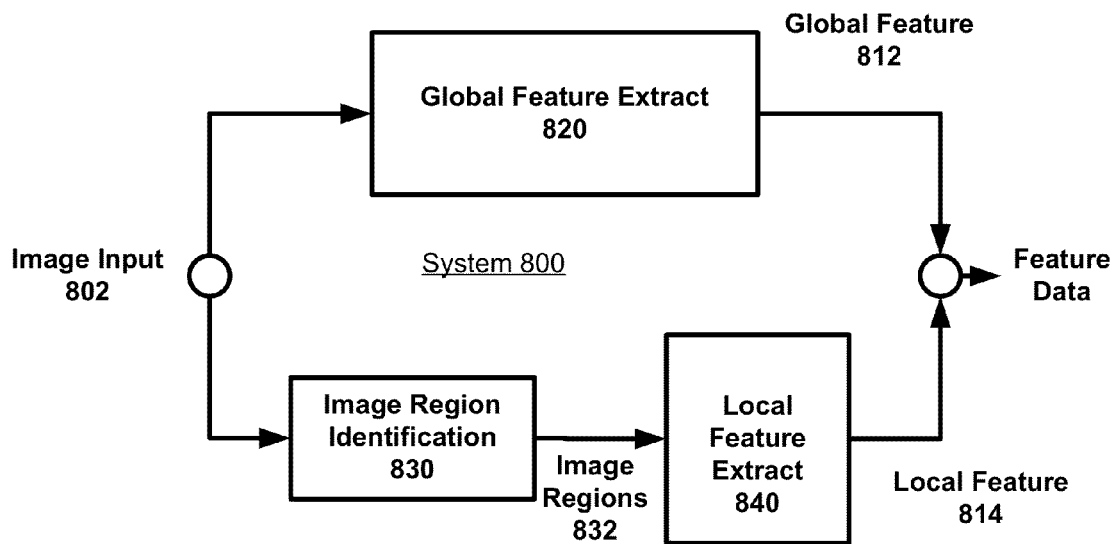 Global Feature
812
Global Feature Extract
820
Image Input
802
System 800
Feature
Data
Image Region
Identification
830
Image
Regions
832
Local
Feature
Extract
840
Local Feature
814